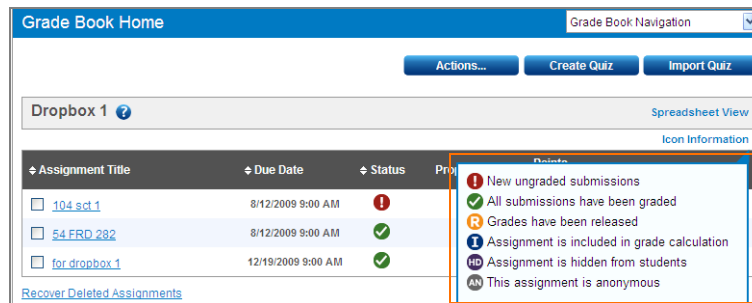 Grade Book Home
Grade Book Navigation
Actions...
Create Quiz
Import Quiz
Dropbox 1
Spreadsheet View
Icon Information
Assignment Title
Due Date
Status
104 sct 1
8/12/2009 9:00 AM
54 FRD 282
8/12/2009 9:00 AM
for dropbox 1
12/19/2009 9:00 AM
New ungraded submissions
All submissions have been graded
R Grades have been released
I Assignment is included in grade calculation
HD Assignment is hidden from students
AN This assignment is anonymous
Recover Deleted Assignments